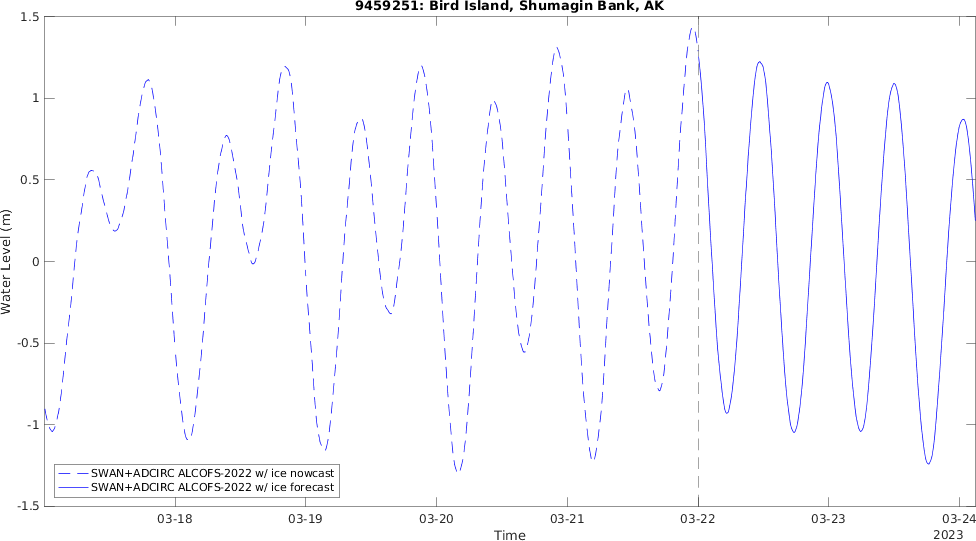 9459251: Bird Island, Shumagin Bank, AK
1.5
1
0.5
0
-0.5
-1
-1.5
Water Level (m)
SWAN+ADCIRC ALCOFS-2022 w/ ice nowcast
SWAN+ADCIRC ALCOFS-2022 w/ ice forecast
03-18 03-19 03-20 03-21 03-22 03-23 03-24
Time 2023